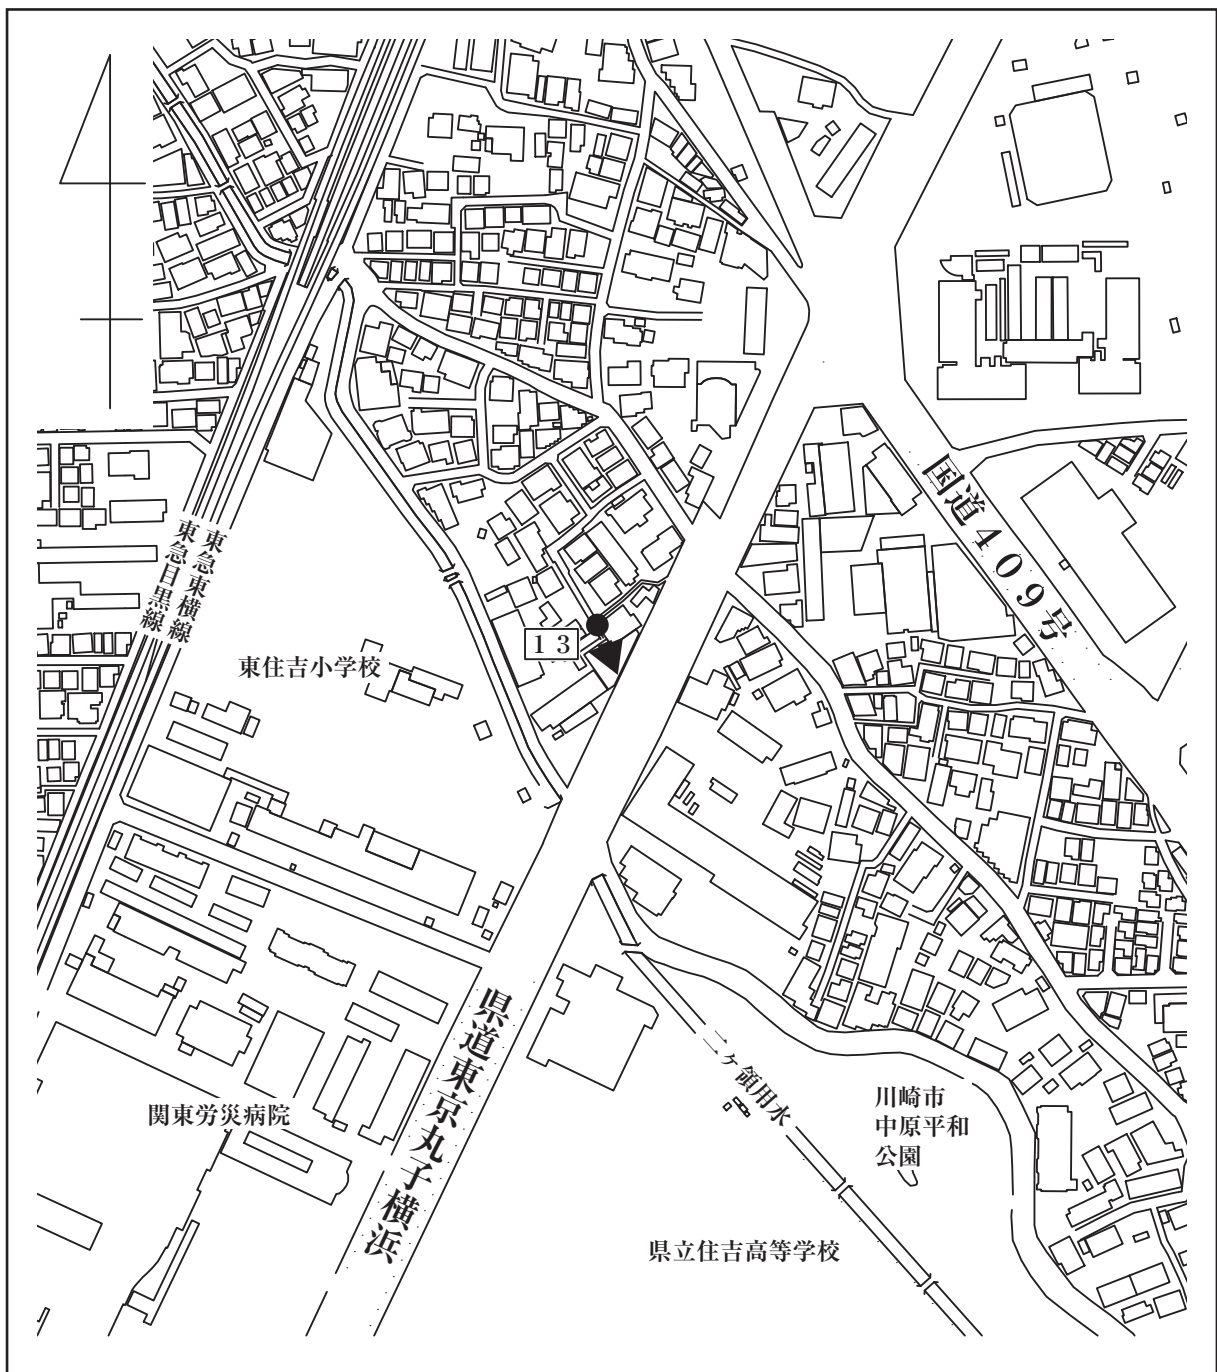 国道４０９号
東急東横線
東急目黒線
１３
東住吉小学校
県道東京丸子横浜
関東労災病院
二ヶ領用水
川崎市
中原平和
公園
県立住吉高等学校